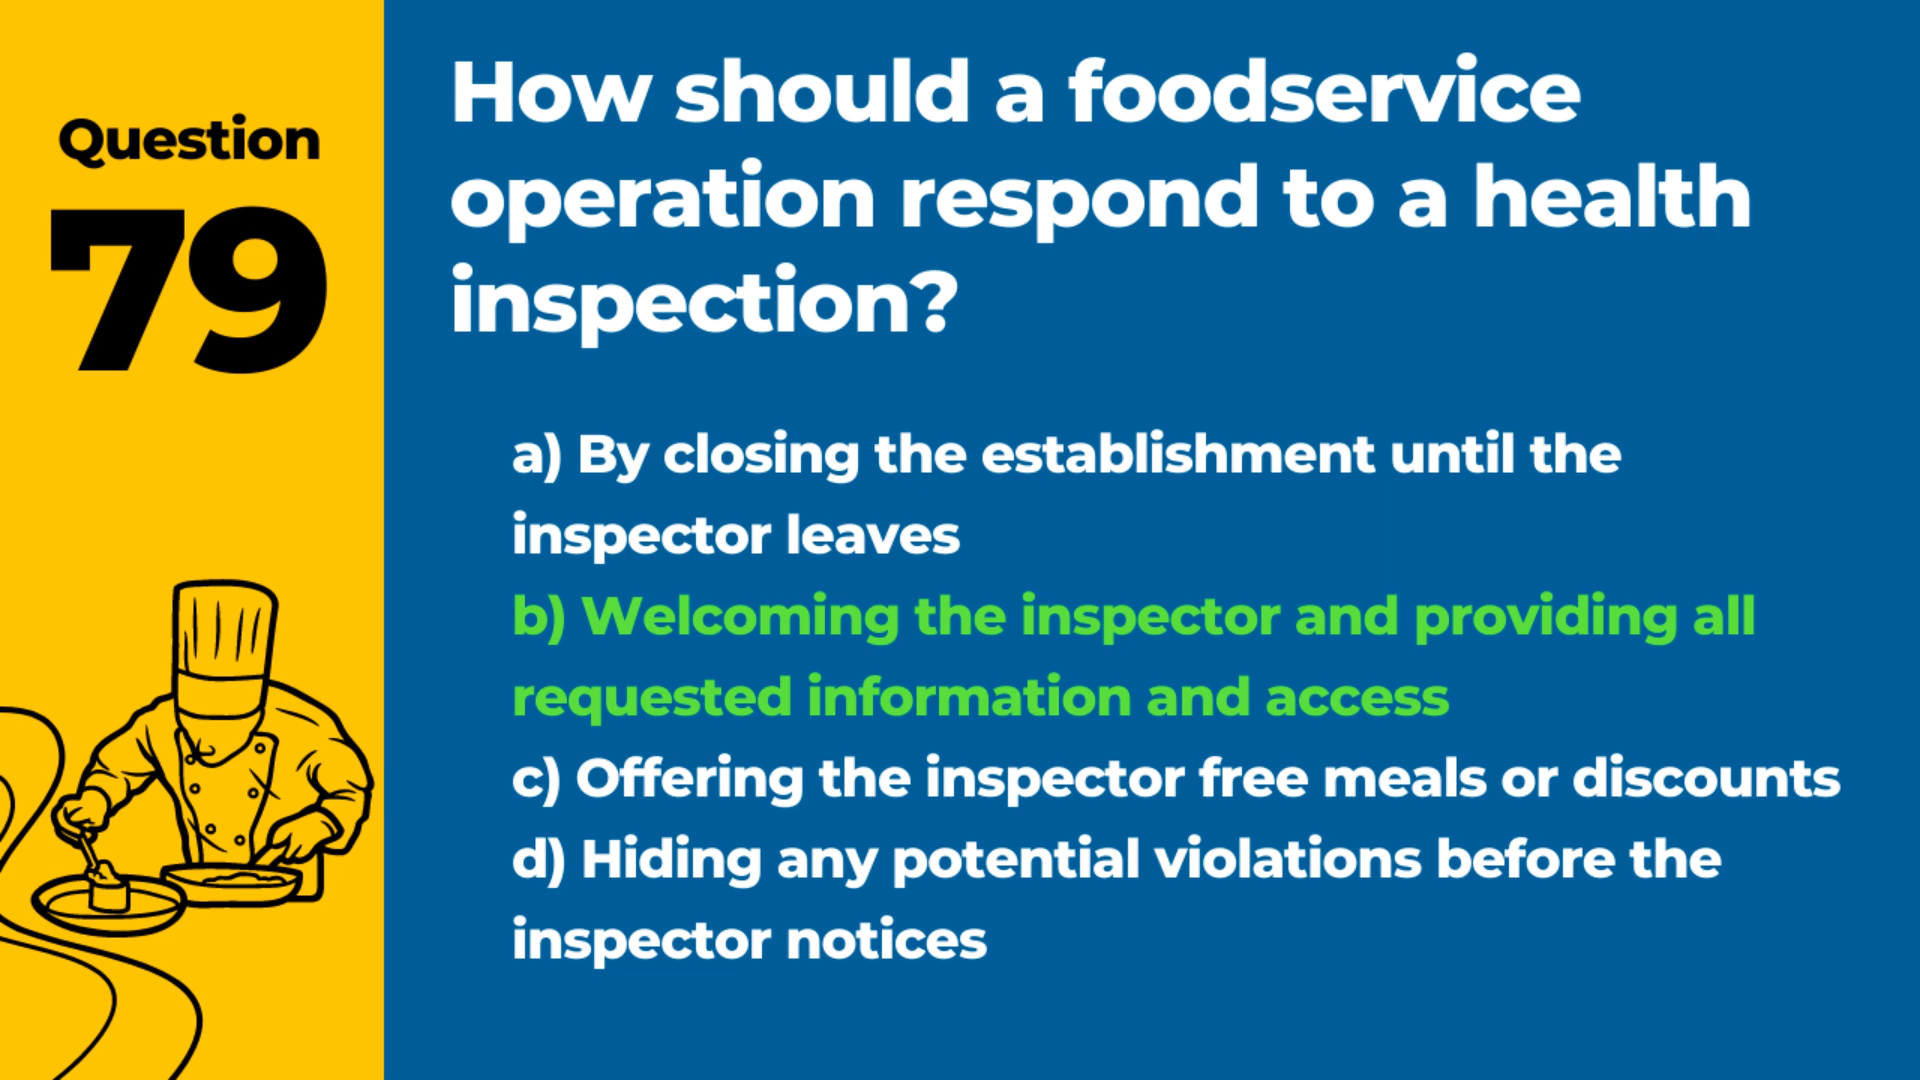 Question
79
How should a foodservice
operation respond to a health
inspection?
a) By closing the establishment until the
inspector leaves
b) Welcoming the inspector and providing all
requested information and access
c) Offering the inspector free meals or discounts
d) Hiding any potential violations before the
inspector notices